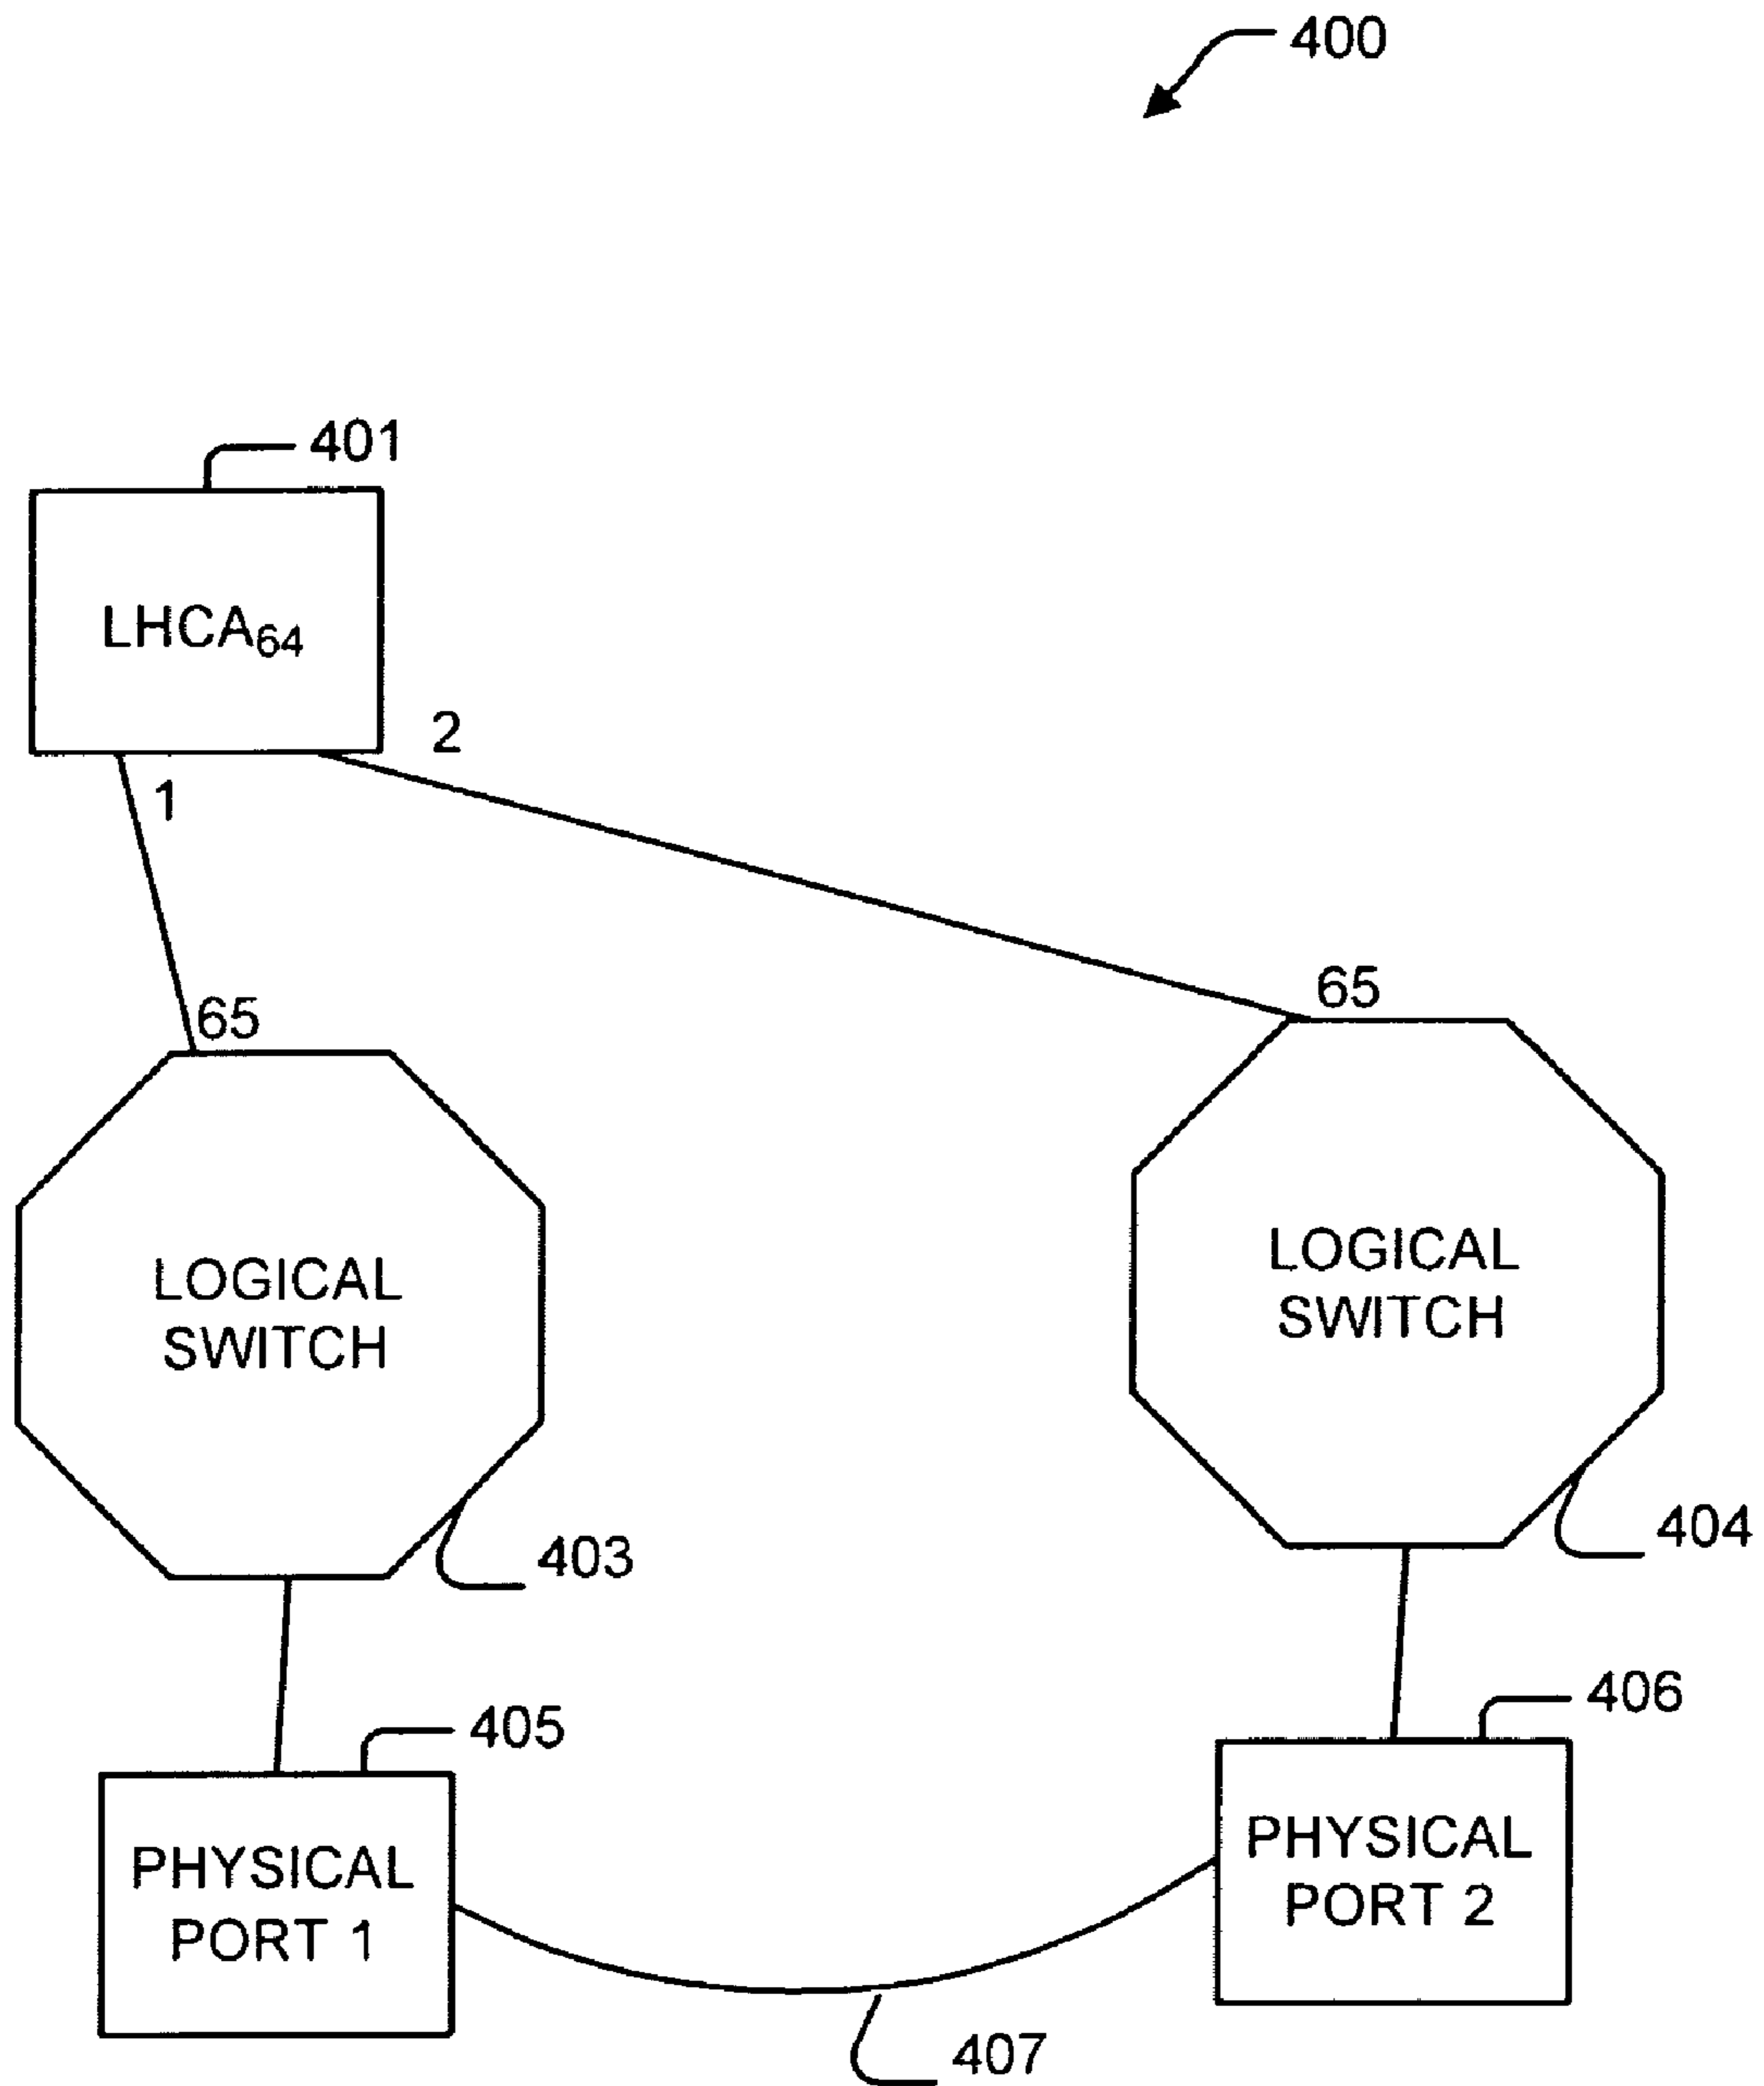 400
401
LHCA64
2
1
65
65
LOGICAL
SWITCH
LOGICAL
SWITCH
403
404
405
406
PHYSICAL
PORT 1
PHYSICAL
PORT 2
407